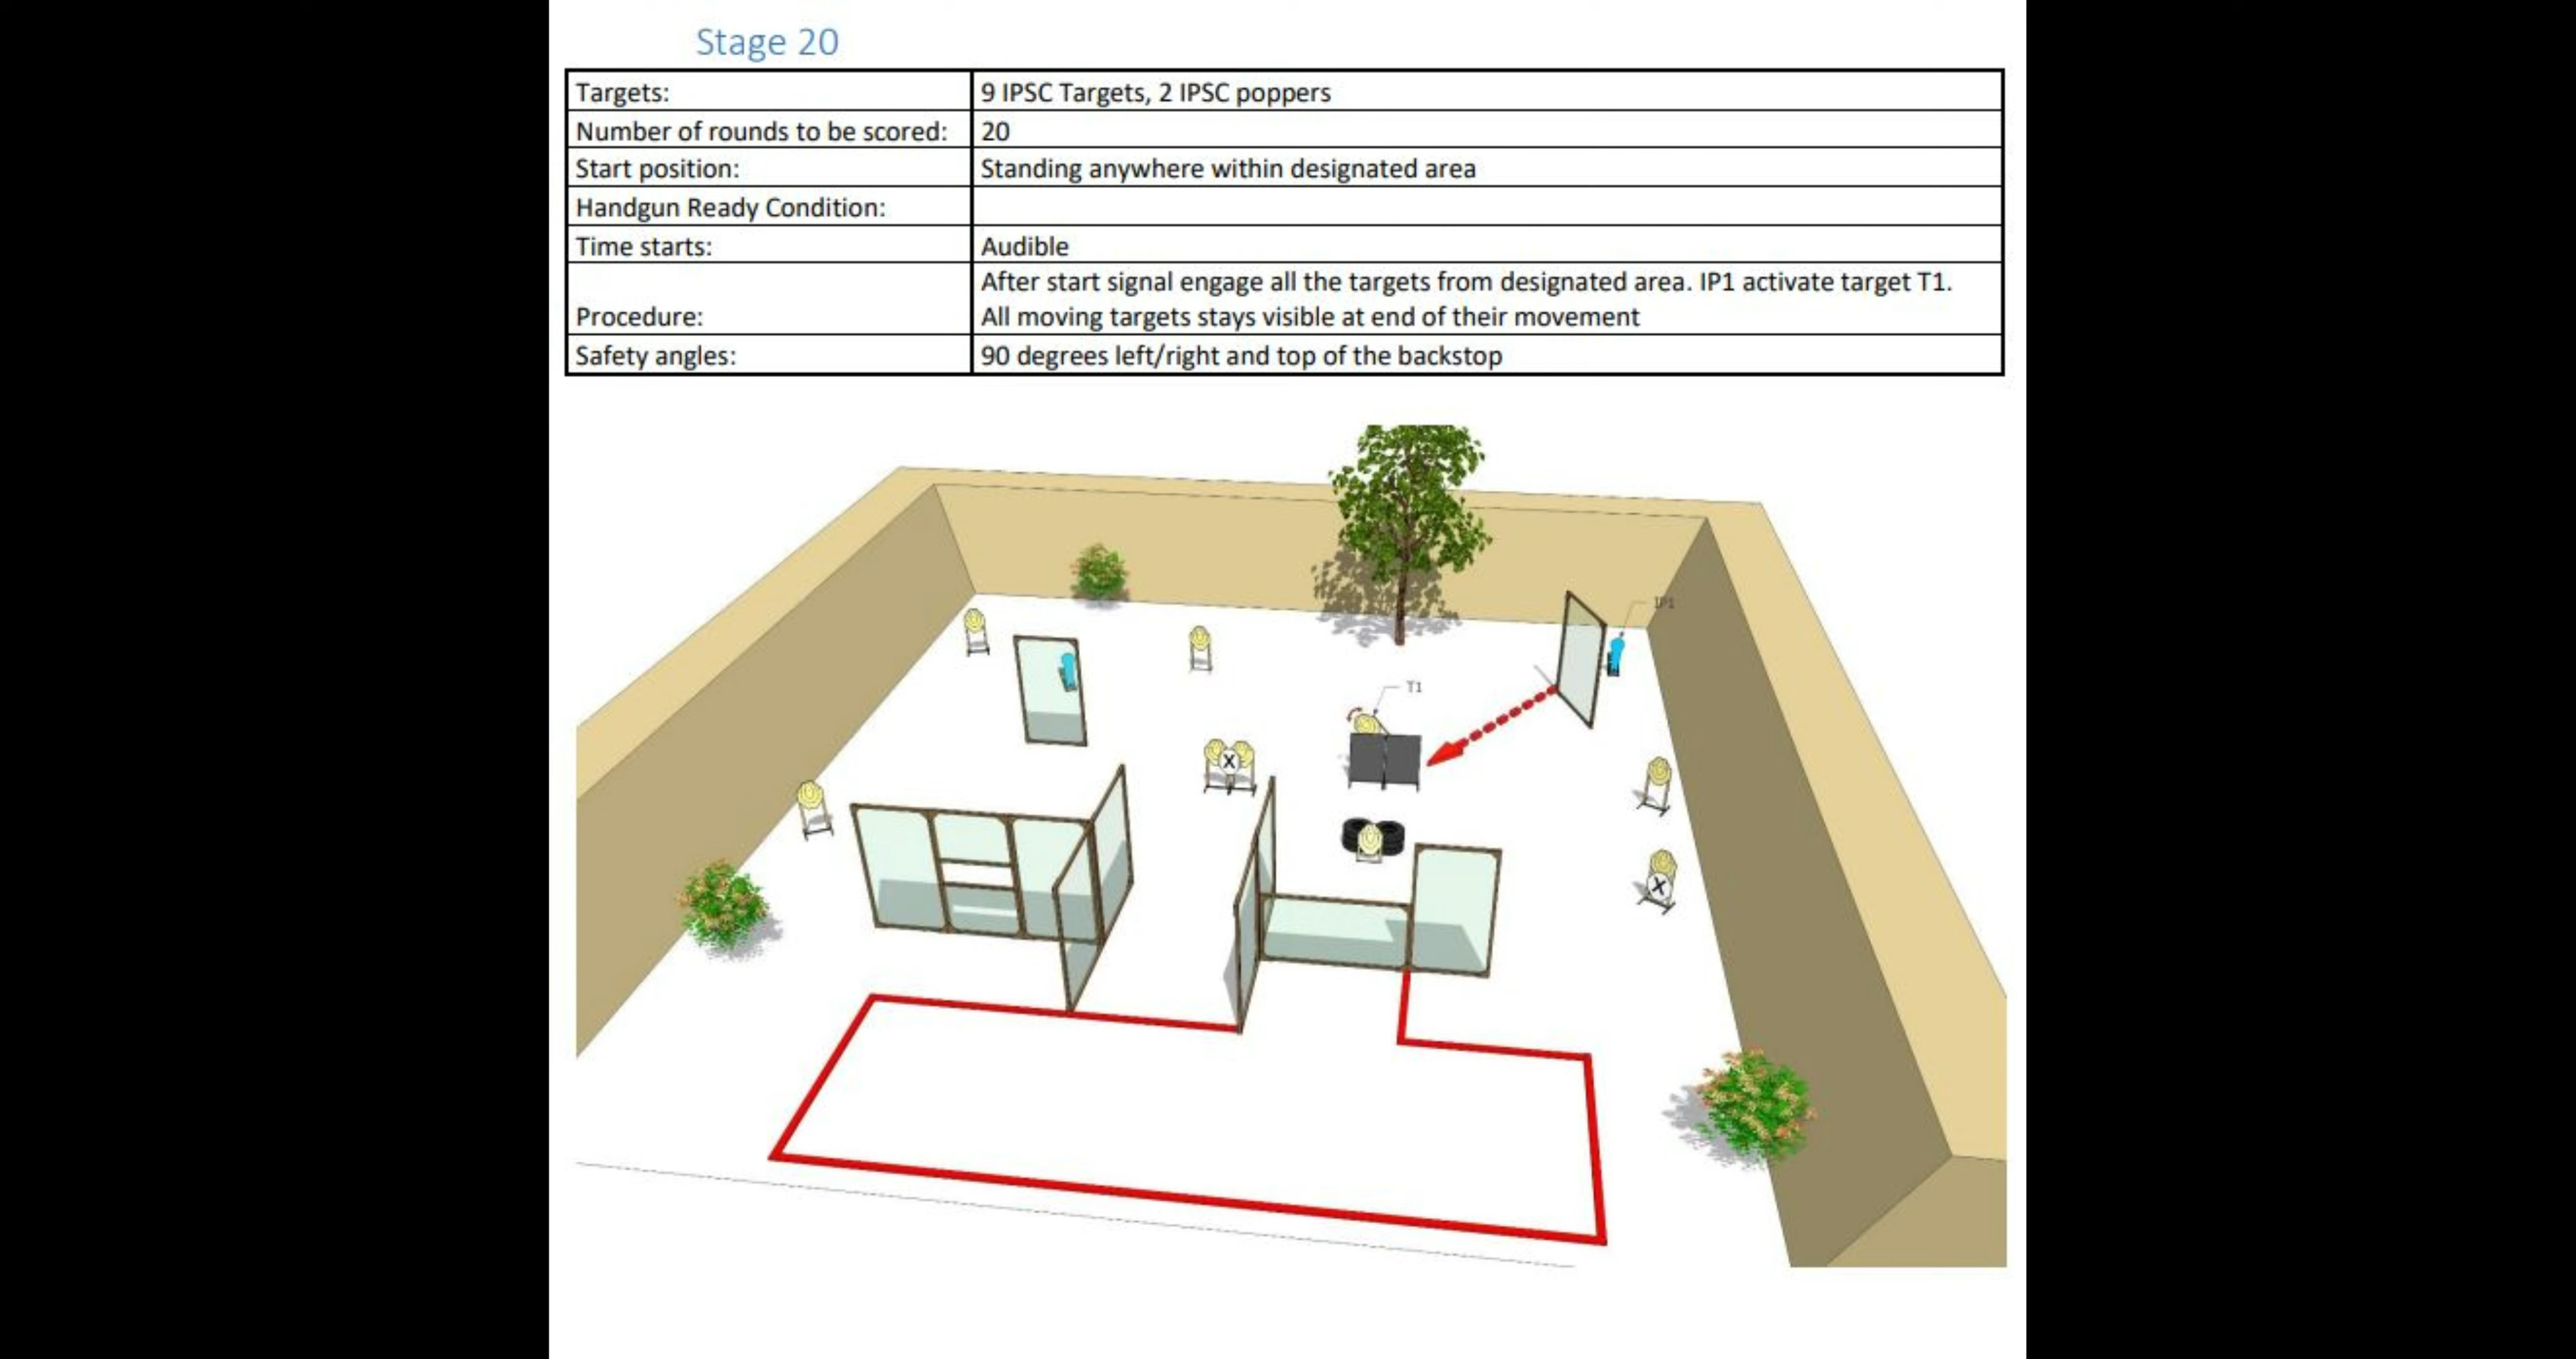 Stage 20
Targets: 9 IPSC Targets, 2 IPSC poppers
Number of rounds to be scored: 20
Start position: Standing anywhere within designated area
Handgun Ready Condition:
Time starts: Audible
After start signal engage all the targets from designated area. IP1 activate target T1.
Procedure: All moving targets stays visible at end of their movement
Safety angles: 90 degrees left/right and top of the backstop
IP1
T1
X
X